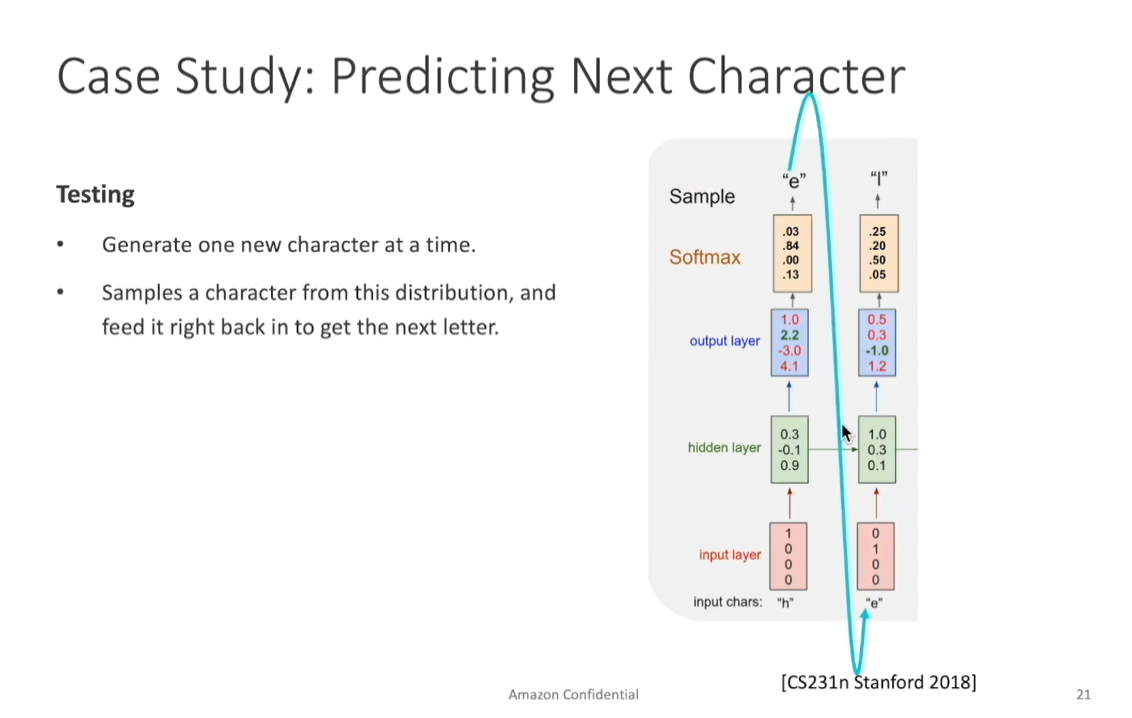 Case Study: Predicting Next Character
Testing
• Generate one new character at a time.
• Samples a character from this distribution, and
feed it right back in to get the next letter.
“e” “l”
Sample
Softmax
.03 .25
.84 .20
.00 .50
.13 .05
output layer
1.0 0.5
2.2 0.3
-3.0 -1.0
4.1 1.2
hidden layer
0.3 1.0
-0.1 0.3
0.9 0.1
input layer
1 0
0 1
0 0
0 0
input chars: “h” “e”
[CS231n Stanford 2018]
Amazon Confidential
21